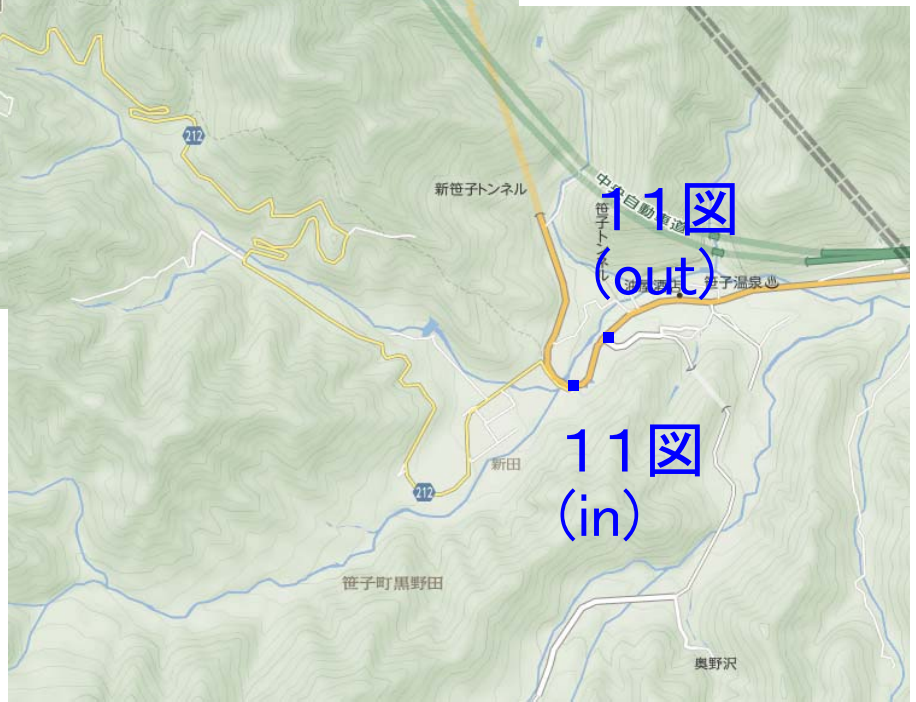 212
新笹子トンネル
中央自動車道
笹子トンネル
11図
(out)
笹子温泉
11図
(in)
新田
212
笹子町黒野田
奥野沢